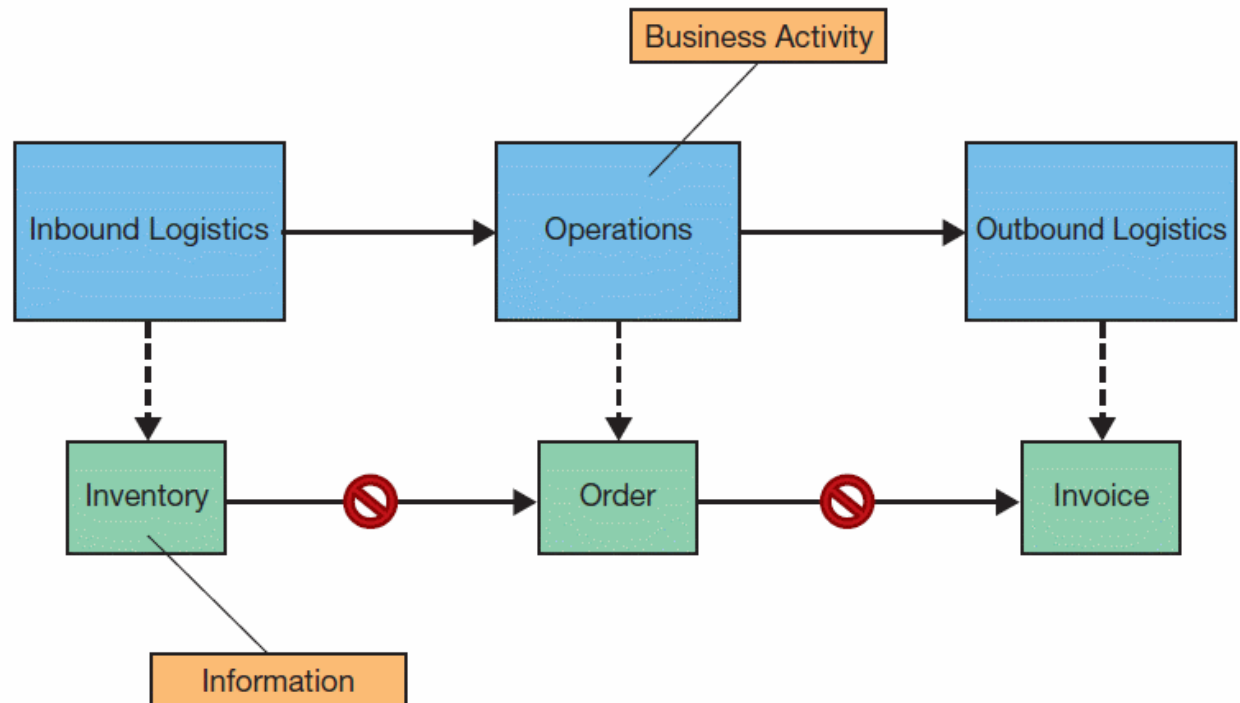 Business Activity
Inbound Logistics
Operations
Outbound Logistics
Inventory
Order
Invoice
Information